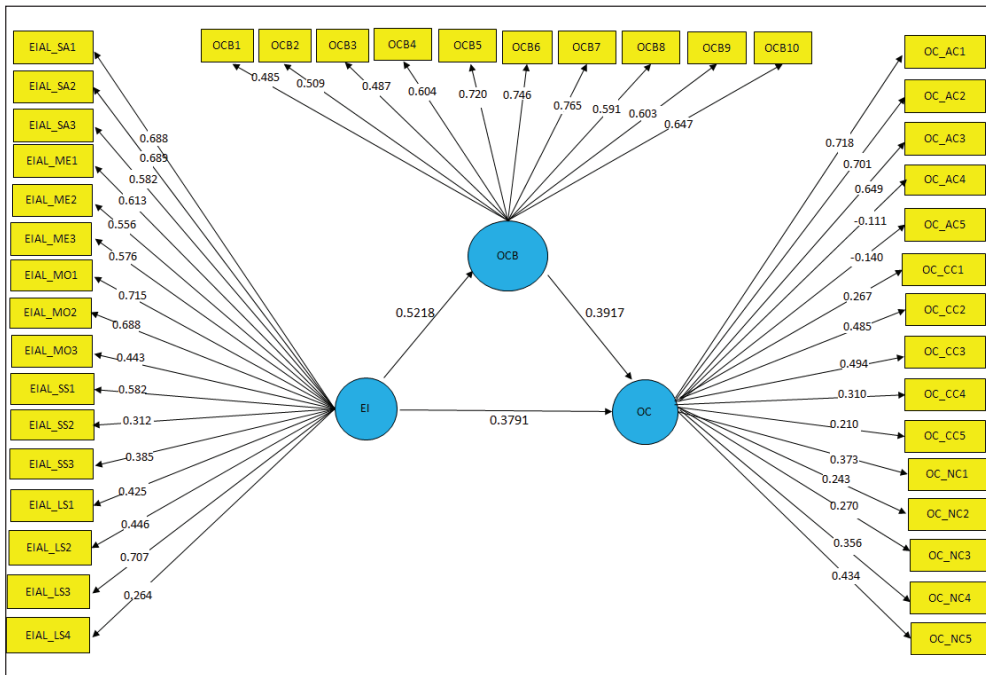 EIAL_SA1
EIAL_SA2
EIAL_SA3
EIAL_ME1
EIAL_ME2
EIAL_ME3
EIAL_MO1
EIAL_MO2
EIAL_MO3
EIAL_SS1
EIAL_SS2
EIAL_SS3
EIAL_LS1
EIAL_LS2
EIAL_LS3
EIAL_LS4
0.688
0.689
0.582
0.613
0.556
0.576
0.715
0.688
0.443
0.582
0.312
0.385
0.425
0.446
0.707
0.264
OCB1 OCB2 OCB3 OCB4 OCB5 OCB6 OCB7 OCB8 OCB9 OCB10
0.485 0.509 0.487 0.604 0.720 0.746 0.765 0.591 0.603 0.647
OCB
0.5218
0.3917
EI
0.3791
OC
0.718
0.701
0.649
-0.111
-0.140
0.267
0.485
0.494
0.310
0.210
0.373
0.243
0.270
0.356
0.434
OC_AC1
OC_AC2
OC_AC3
OC_AC4
OC_AC5
OC_CC1
OC_CC2
OC_CC3
OC_CC4
OC_CC5
OC_NC1
OC_NC2
OC_NC3
OC_NC4
OC_NC5